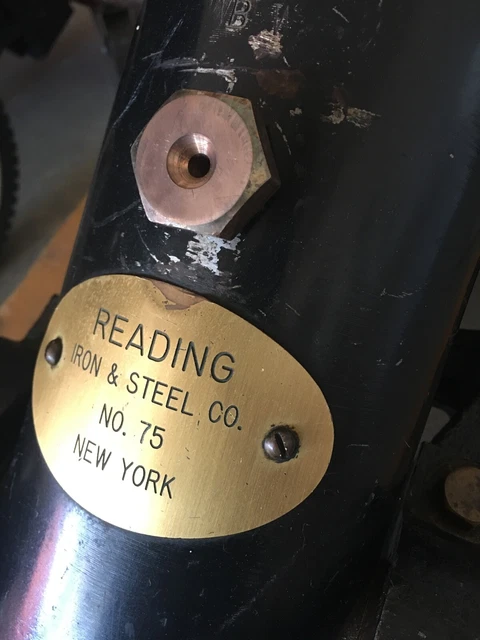 B
READING
IRON & STEEL CO.
NO. 75
NEW YORK